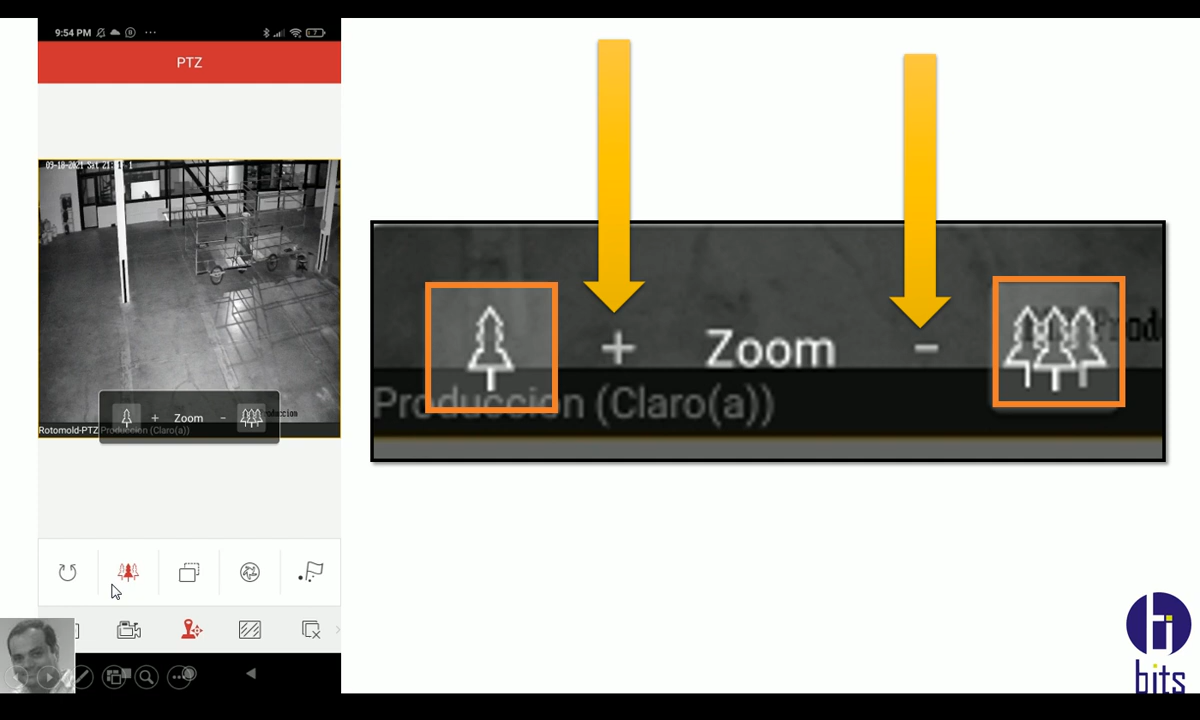 9:54 PM
PTZ
Zoom
Rotomold-PTZ Produccion (Claro(a))
+ Zoom -
Produccion (Claro(a))
bits